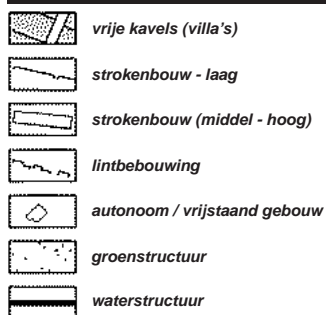 vrije kavels (villa's)
strokenbouw - laag
strokenbouw (middel - hoog)
lintbebouwing
autonoom / vrijstaand gebouw
groenstructuur
waterstructuur